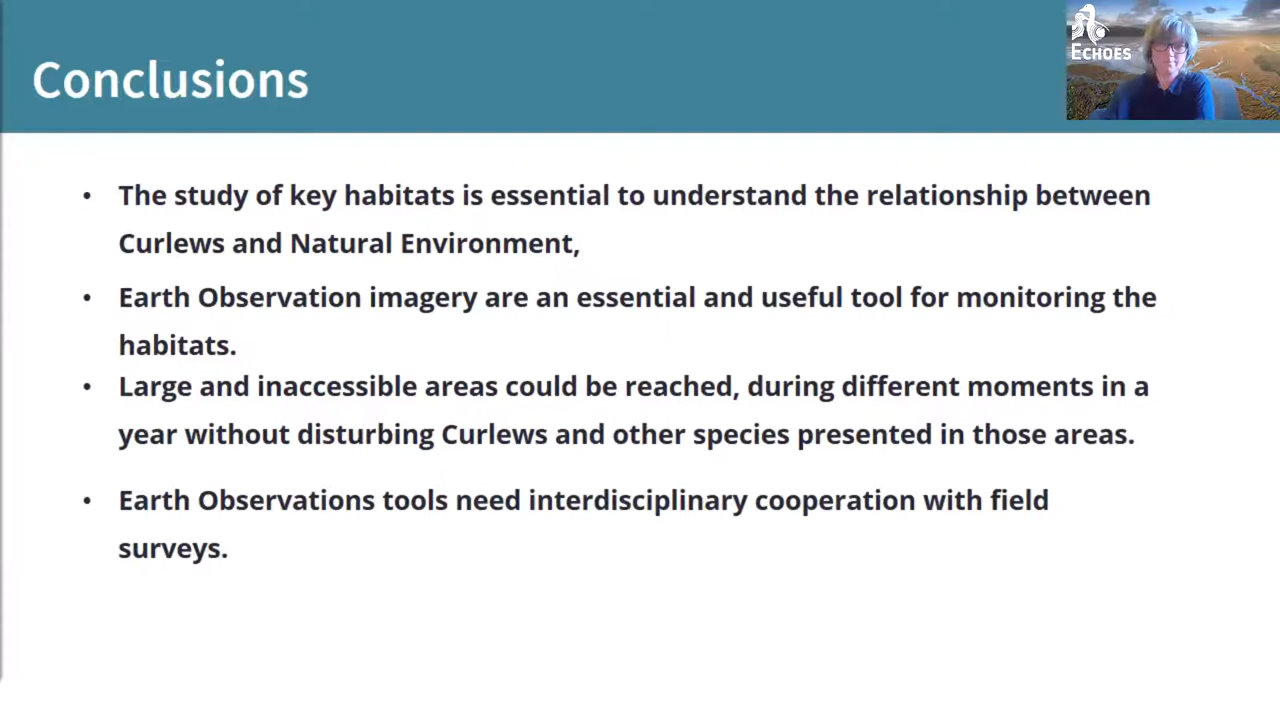 Conclusions
ECHOES
• The study of key habitats is essential to understand the relationship between
Curlews and Natural Environment,
• Earth Observation imagery are an essential and useful tool for monitoring the
habitats.
• Large and inaccessible areas could be reached, during different moments in a
year without disturbing Curlews and other species presented in those areas.
• Earth Observations tools need interdisciplinary cooperation with field
surveys.